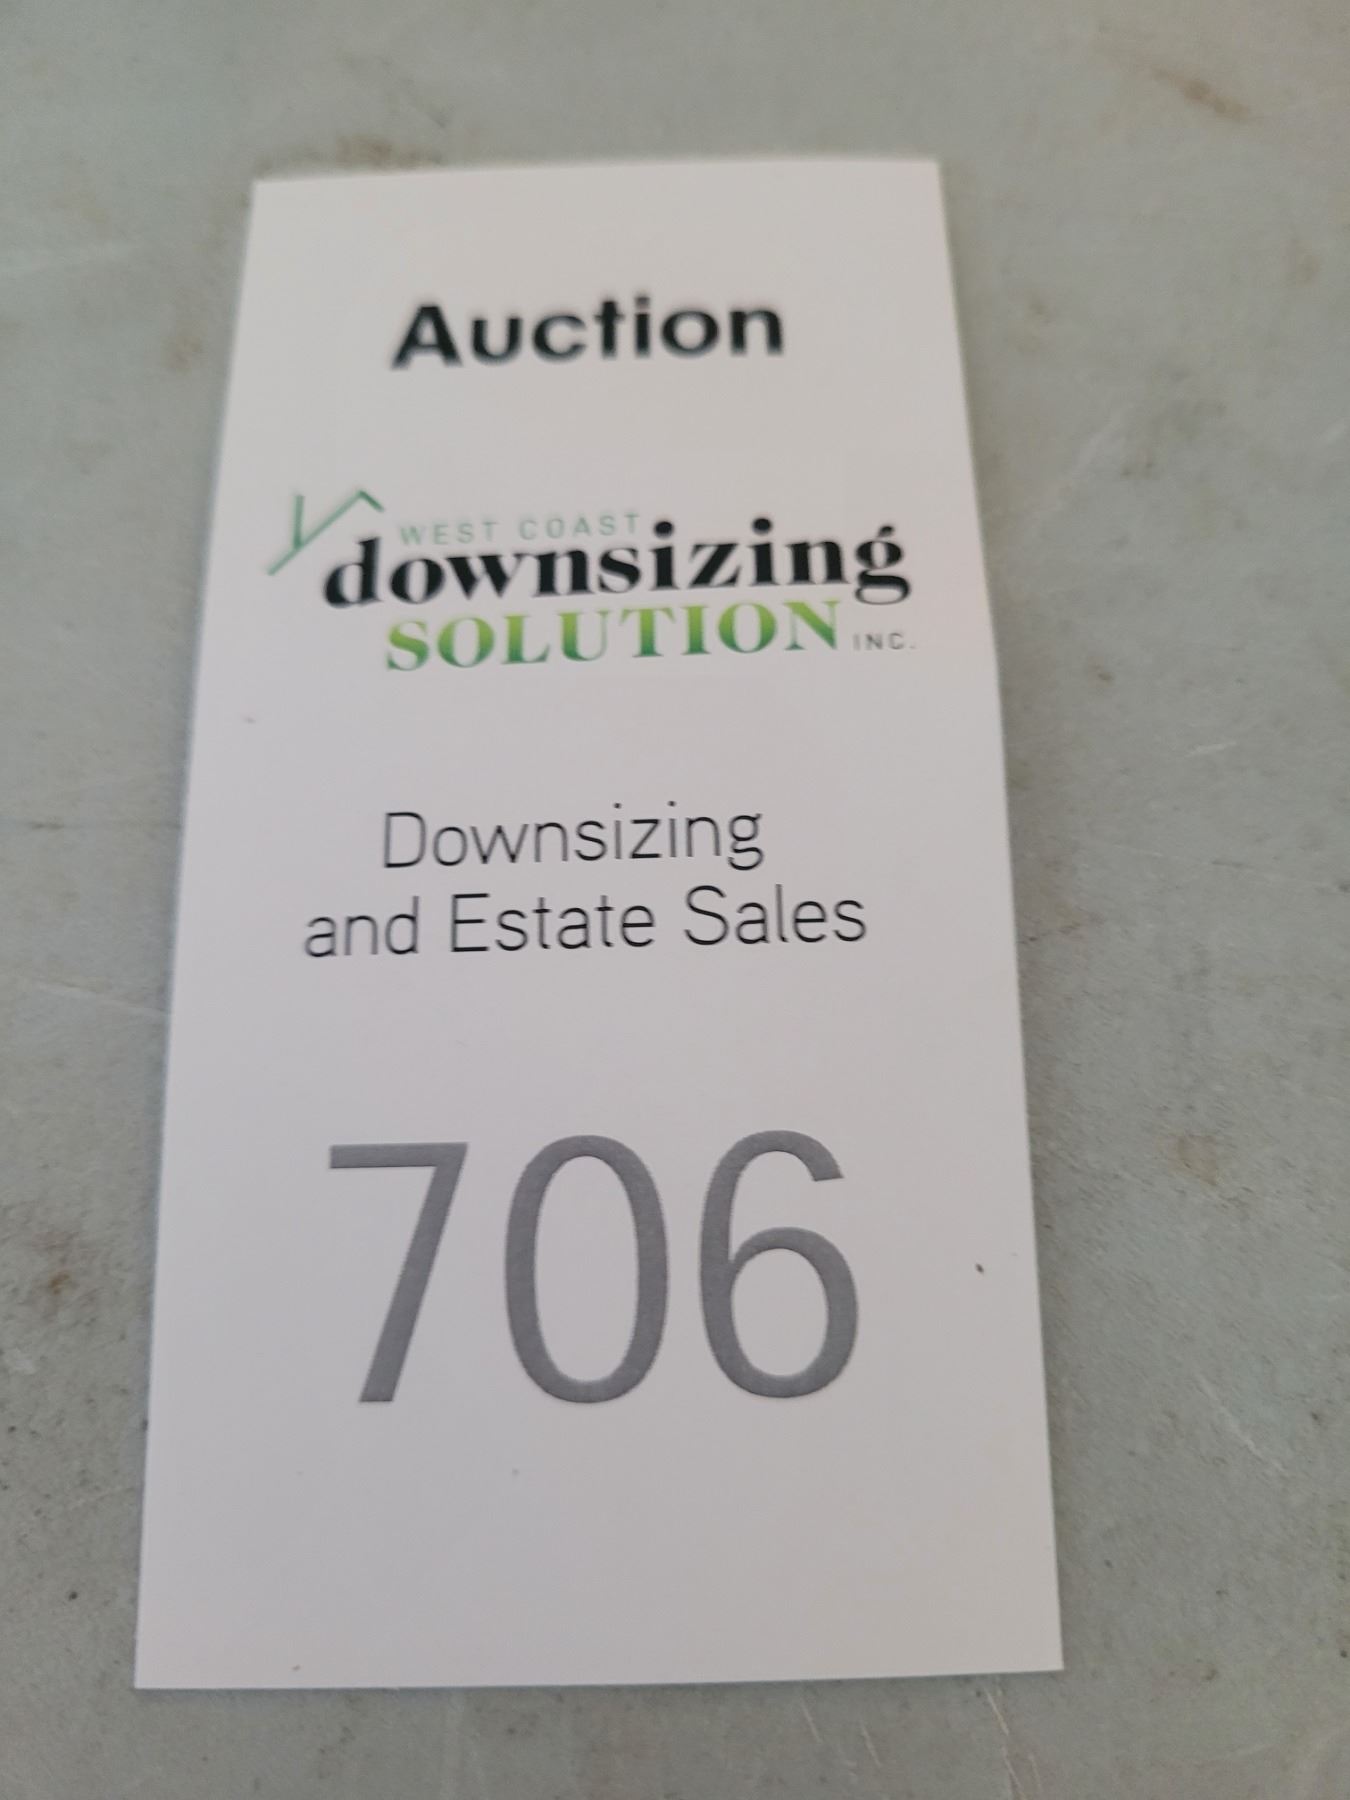 Auction
WEST COAST
downsizing
SOLUTION INC.
Downsizing
and Estate Sales
706